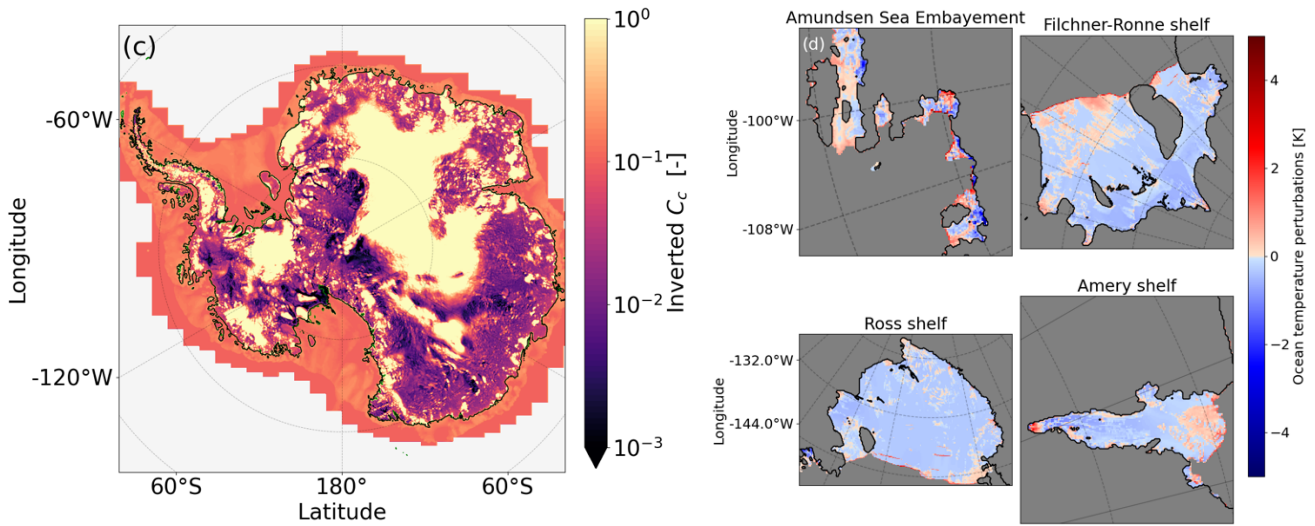 (c)
Longitude
-60°W
-120°W
60°S
180°
60°S
Latitude
10⁰
10⁻¹
10⁻²
10⁻³
Inverted C_c [-]
Amundsen Sea Embayement
(d)
Longitude
-100°W
-108°W
Filchner-Ronne shelf
Ross shelf
Longitude
-132.0°W
-144.0°W
Amery shelf
4
2
0
−2
−4
Ocean temperature perturbations [K]